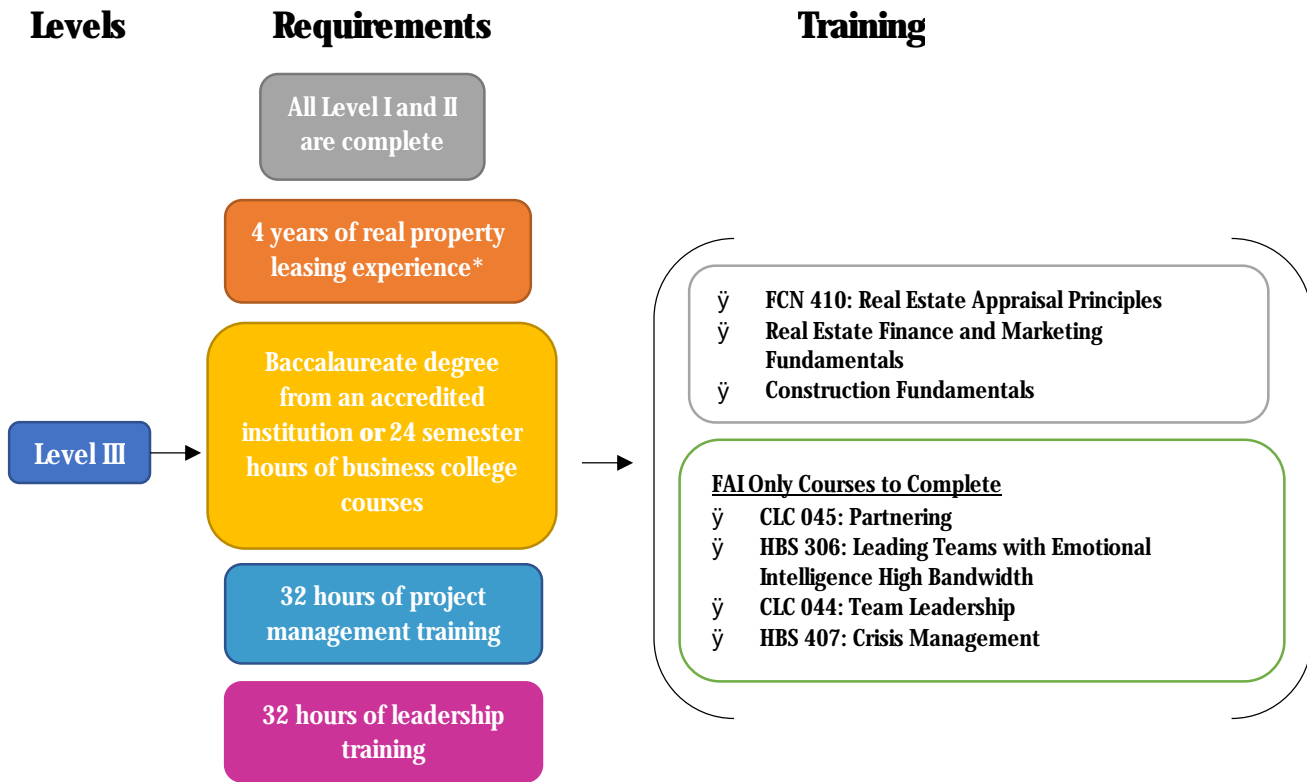 Levels
Requirements
Training
All Level I and II
are complete
4 years of real property
leasing experience*
Baccalaureate degree
from an accredited
institution or 24 semester
hours of business college
courses
Level III
32 hours of project
management training
32 hours of leadership
training
ÿ FCN 410: Real Estate Appraisal Principles
ÿ Real Estate Finance and Marketing
Fundamentals
ÿ Construction Fundamentals
FAI Only Courses to Complete
ÿ CLC 045: Partnering
ÿ HBS 306: Leading Teams with Emotional
Intelligence High Bandwidth
ÿ CLC 044: Team Leadership
ÿ HBS 407: Crisis Management